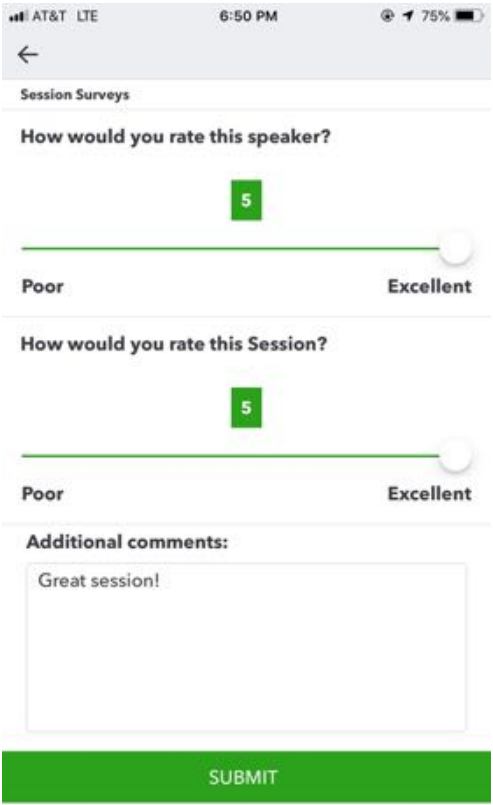 AT&T LTE 6:50 PM 75%
Session Surveys
How would you rate this speaker?
5
Poor Excellent
How would you rate this Session?
5
Poor Excellent
Additional comments:
Great session!
SUBMIT